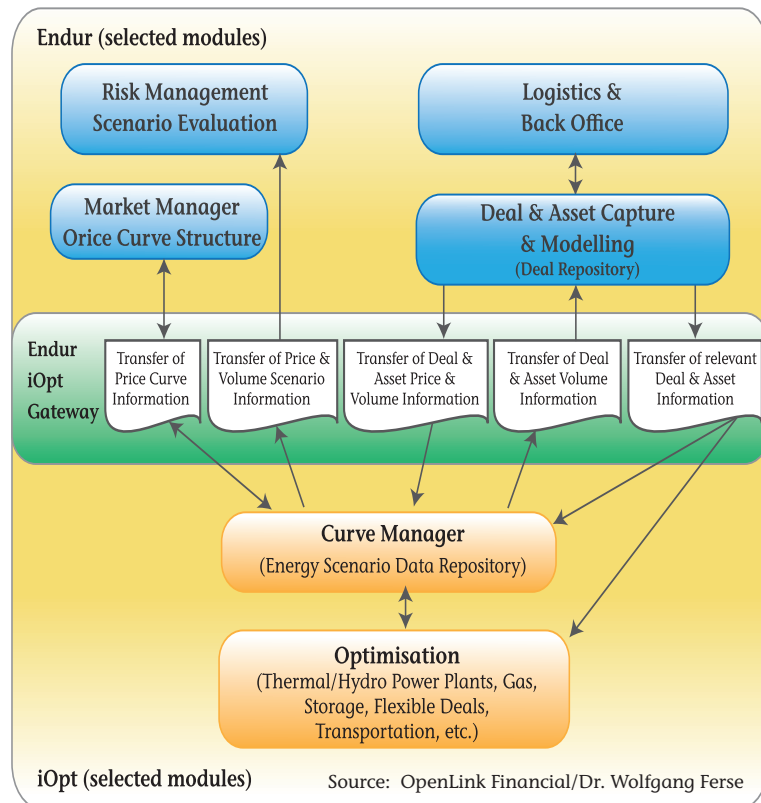 Endur (selected modules)
Risk Management
Scenario Evaluation
Logistics &
Back Office
Market Manager
Orice Curve Structure
Deal & Asset Capture
& Modelling
(Deal Repository)
Endur
iOpt
Gateway
Transfer of
Price Curve
Information
Transfer of Price &
Volume Scenario
Information
Transfer of Deal &
Asset Price &
Volume Information
Transfer of Deal
& Asset Volume
Information
Transfer of relevant
Deal & Asset
Information
Curve Manager
(Energy Scenario Data Repository)
Optimisation
(Thermal/Hydro Power Plants, Gas,
Storage, Flexible Deals,
Transportation, etc.)
iOpt (selected modules)
Source: OpenLink Financial/Dr. Wolfgang Ferse